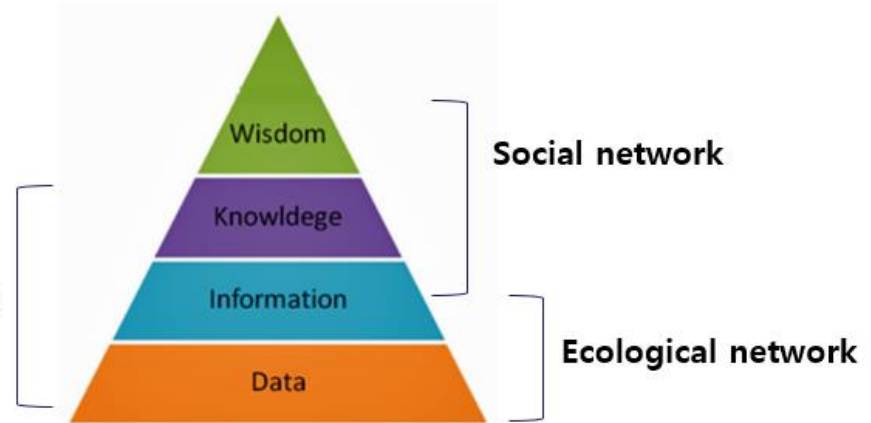 Wisdom
Social network
Knowldege
Information
Ecological network
Data